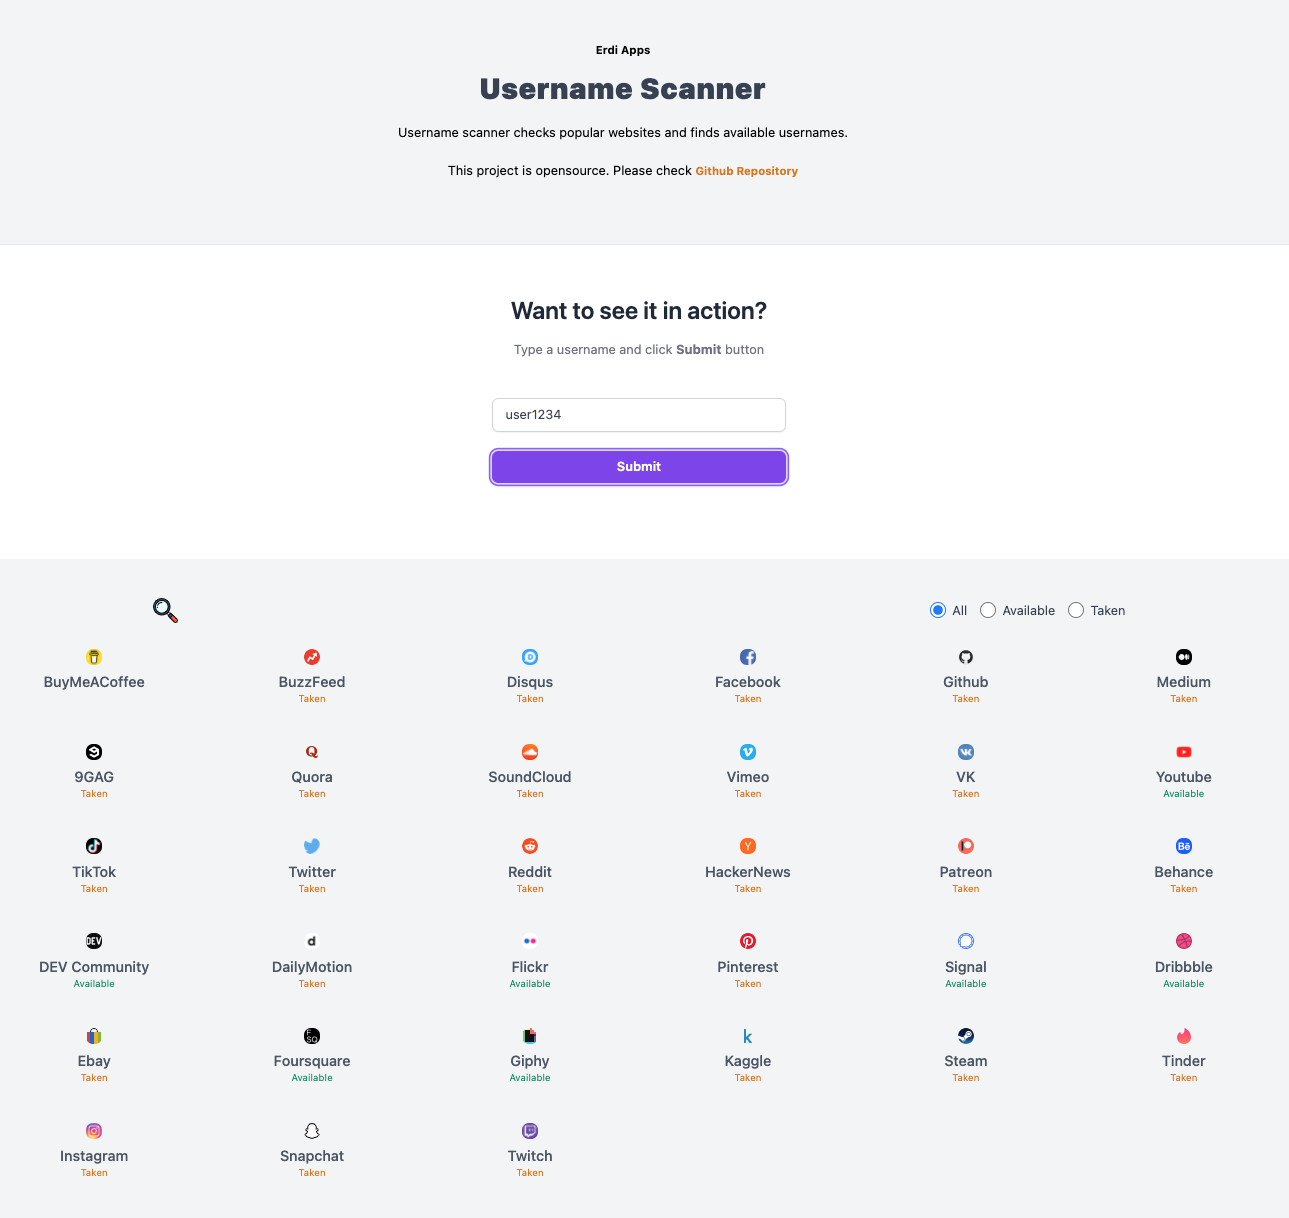 Erdi Apps
Username Scanner
Username scanner checks popular websites and finds available usernames.
This project is opensource. Please check Github Repository
Want to see it in action?
Type a username and click Submit button
user1234
Submit
All Available Taken
BuyMeACoffee BuzzFeed Disqus Facebook Github Medium
Taken Taken Taken Taken Taken
9GAG Quora SoundCloud Vimeo VK Youtube
Taken Taken Taken Taken Taken Available
TikTok Twitter Reddit HackerNews Patreon Behance
Taken Taken Taken Taken Taken Taken
DEV Community DailyMotion Flickr Pinterest Signal Dribbble
Available Taken Available Taken Available Available
Ebay Foursquare Giphy Kaggle Steam Tinder
Taken Available Available Taken Taken Taken
Instagram Snapchat Twitch
Taken Taken Taken